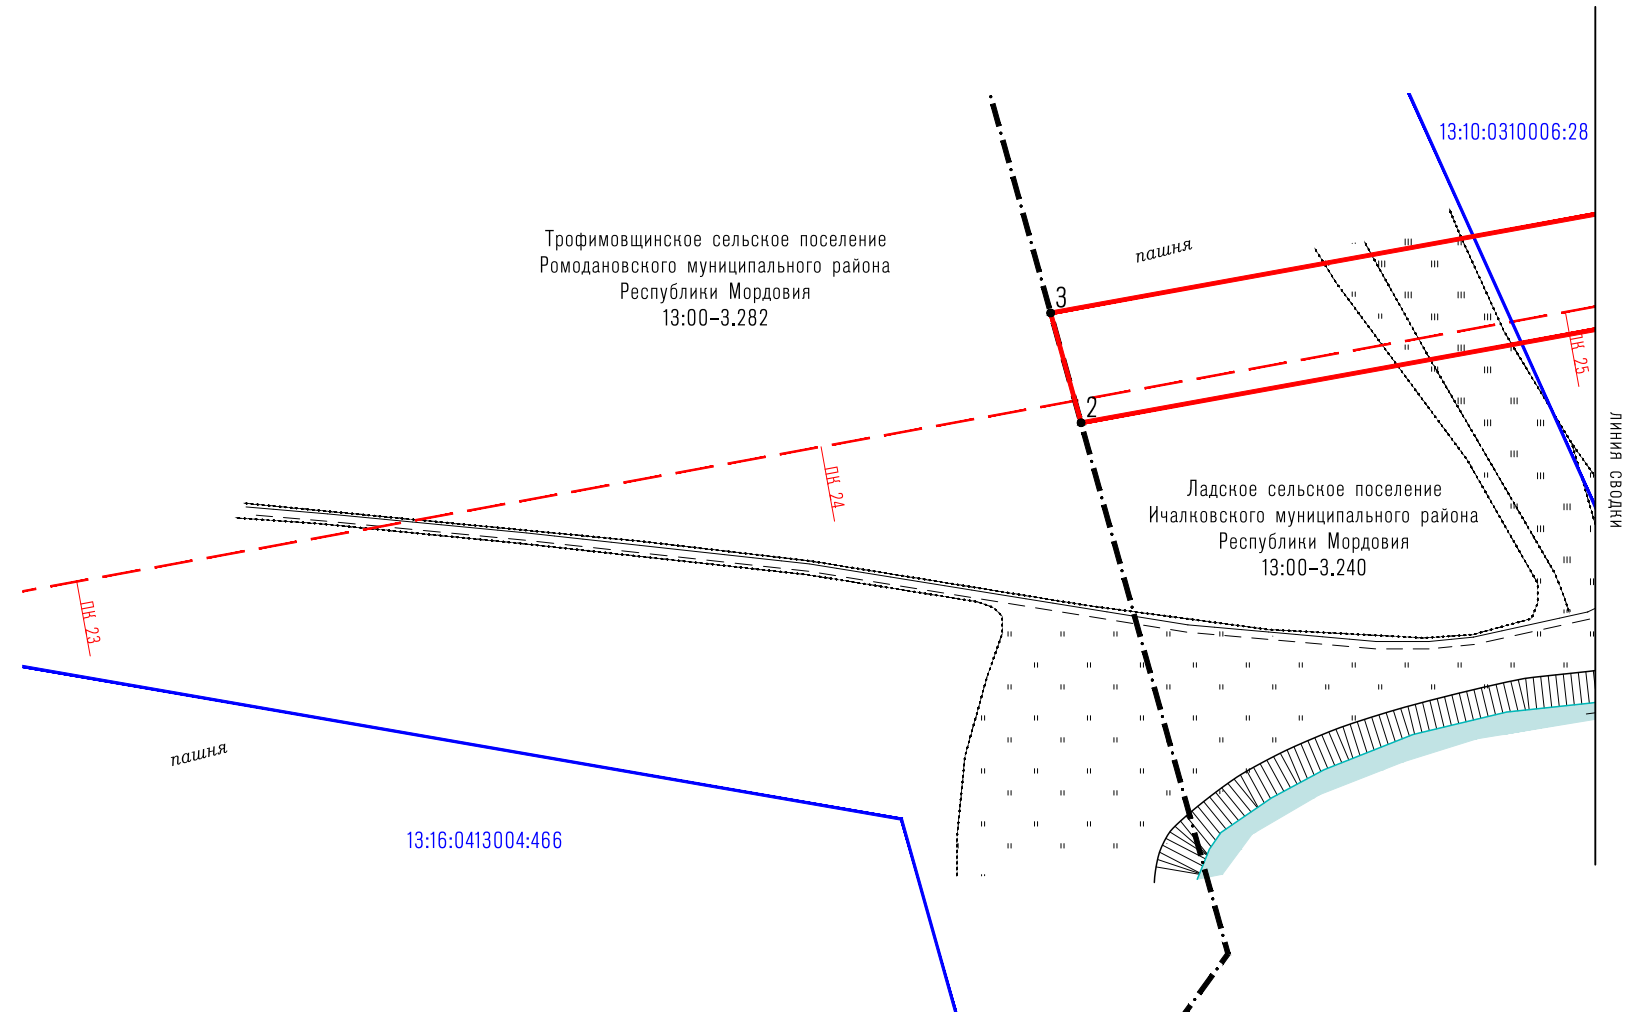 13:10:0310006:28
Трофимовщинское сельское поселение
Ромодановского муниципального района
Республики Мордовия
13:00-3.282
пашня
3
ПК 25
2
ЛИНИЯ СВОДКИ
ПК 24
Ладское сельское поселение
Ичалковского муниципального района
Республики Мордовия
13:00-3.240
ПК 23
пашня
13:16:0413004:466